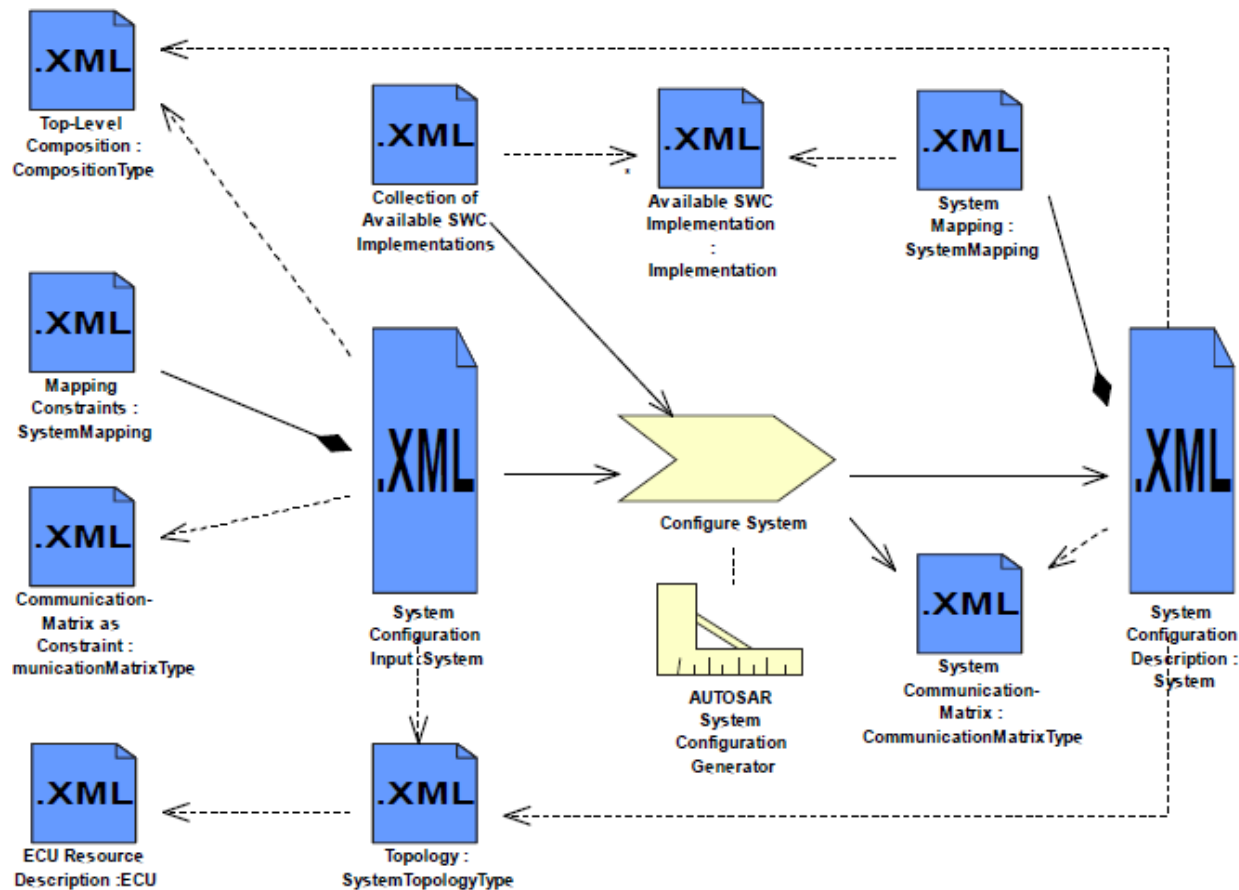 .XML
Top-Level
Composition :
CompositionType
.XML
Collection of
Available SWC
Implementations
.XML
Available SWC
Implementation
:
Implementation
*
.XML
System
Mapping :
SystemMapping
.XML
Mapping
Constraints :
SystemMapping
.XML
System
Configuration
Input :System
Configure System
.XML
System
Configuration
Description :
System
.XML
Communication-
Matrix as
Constraint :
municationMatrixType
AUTOSAR
System
Configuration
Generator
.XML
System
Communication-
Matrix :
CommunicationMatrixType
.XML
ECU Resource
Description :ECU
.XML
Topology :
SystemTopologyType